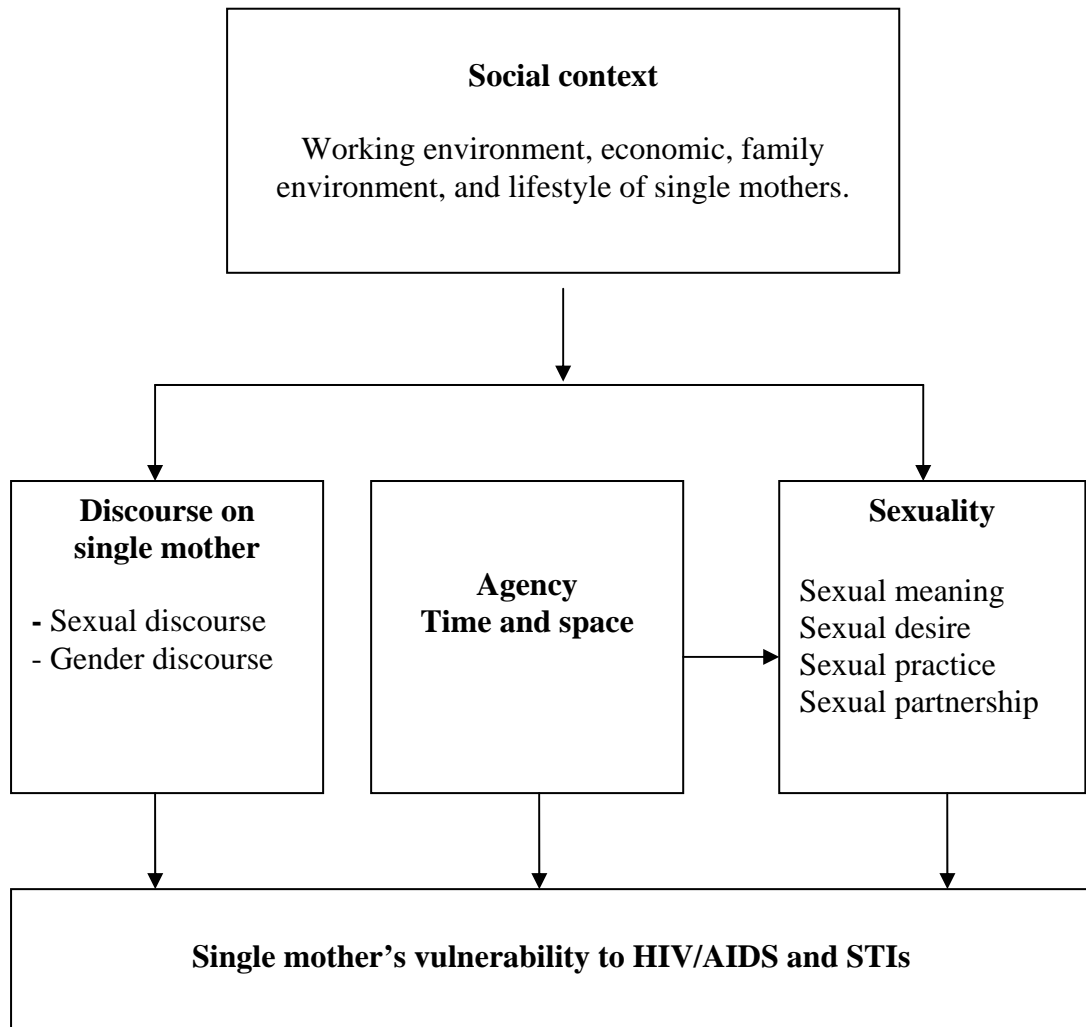 Social context
Working environment, economic, family
environment, and lifestyle of single mothers.
Discourse on
single mother
- Sexual discourse
- Gender discourse
Agency
Time and space
Sexuality
Sexual meaning
Sexual desire
Sexual practice
Sexual partnership
Single mother’s vulnerability to HIV/AIDS and STIs